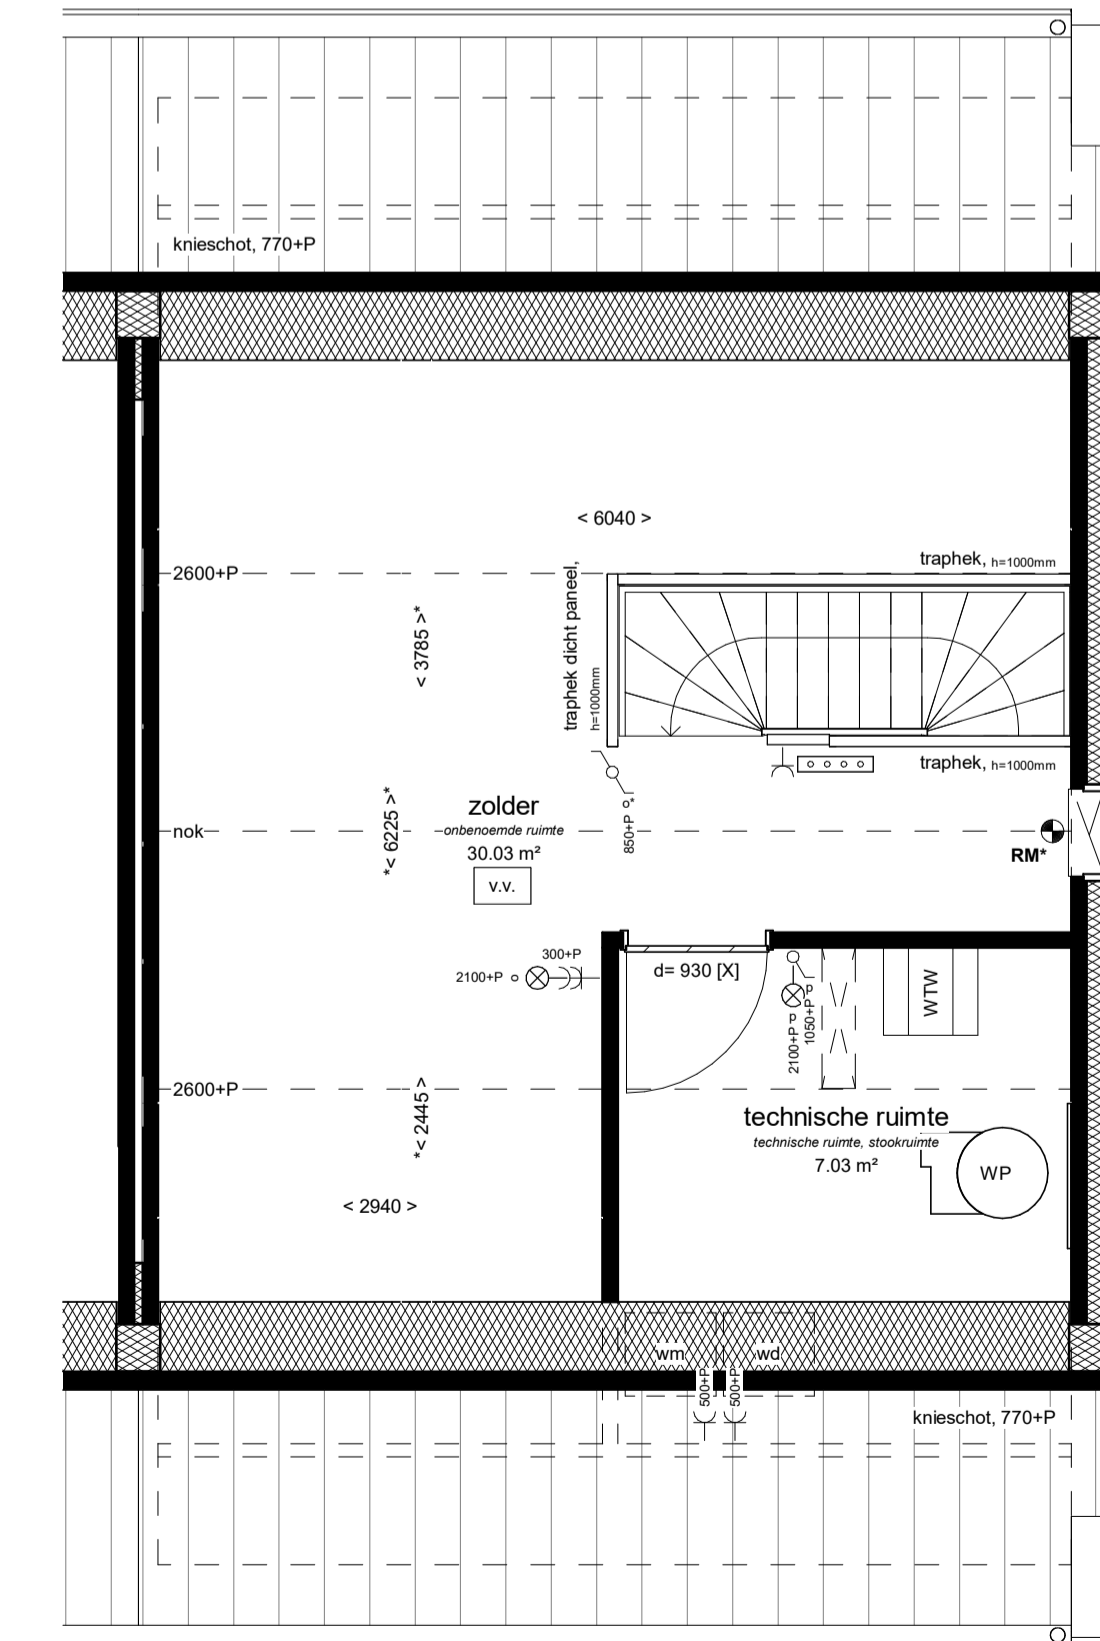 knieschot, 770+P
< 6040 >
2600+P
traphek, h=1000mm
traphek dicht paneel,
h=1000mm
< 3785 >*
traphek, h=1000mm
zolder
onbenoemde ruimte
30.03 m²
v.v.
nok
*< 6225 >*
850+P
RM*
300+P
2100+P
d= 930 [X]
2100+P
1050+P
WTW
2600+P
*< 2445 >
technische ruimte
technische ruimte, stookruimte
7.03 m²
WP
< 2940 >
wm
wd
500+P
500+P
knieschot, 770+P